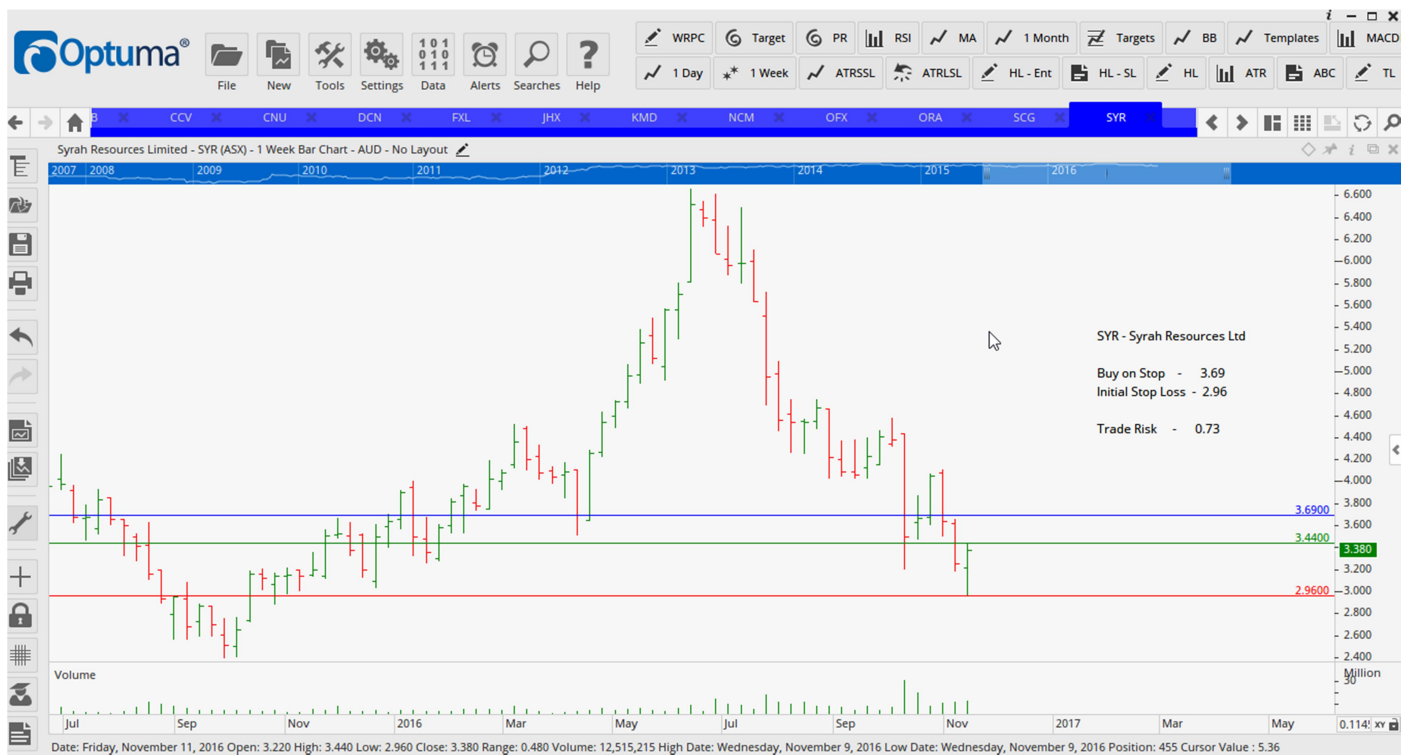 i
Optuma®
File
New
Tools
Settings
101
010
111
Data
Alerts
Searches
?
Help
WRPC
Target
PR
RSI
MA
1 Month
Targets
BB
Templates
MACD
1 Day
1 Week
ATRSSL
ATRLSL
HL - Ent
HL - SL
HL
ATR
ABC
TL
B
CCV
CNU
DCN
FXL
JHX
KMD
NCM
OFX
ORA
SCG
SYR
Syrah Resources Limited - SYR (ASX) - 1 Week Bar Chart - AUD - No Layout
i
2007
2008
2009
2010
2011
2012
2013
2014
2015
2016
6.600
6.400
6.200
6.000
5.800
5.600
5.400
5.200
5.000
4.800
4.600
4.400
4.200
4.000
3.800
3.600
3.380
3.200
3.000
2.800
2.600
2.400
SYR - Syrah Resources Ltd
Buy on Stop - 3.69
Initial Stop Loss - 2.96
Trade Risk - 0.73
3.6900
3.4400
2.9600
Volume
Million
30
Jul
Sep
Nov
2016
Mar
May
Jul
Sep
Nov
2017
Mar
May
0.114
XY
Date: Friday, November 11, 2016 Open: 3.220 High: 3.440 Low: 2.960 Close: 3.380 Range: 0.480 Volume: 12,515,215 High Date: Wednesday, November 9, 2016 Low Date: Wednesday, November 9, 2016 Position: 455 Cursor Value : 5.36